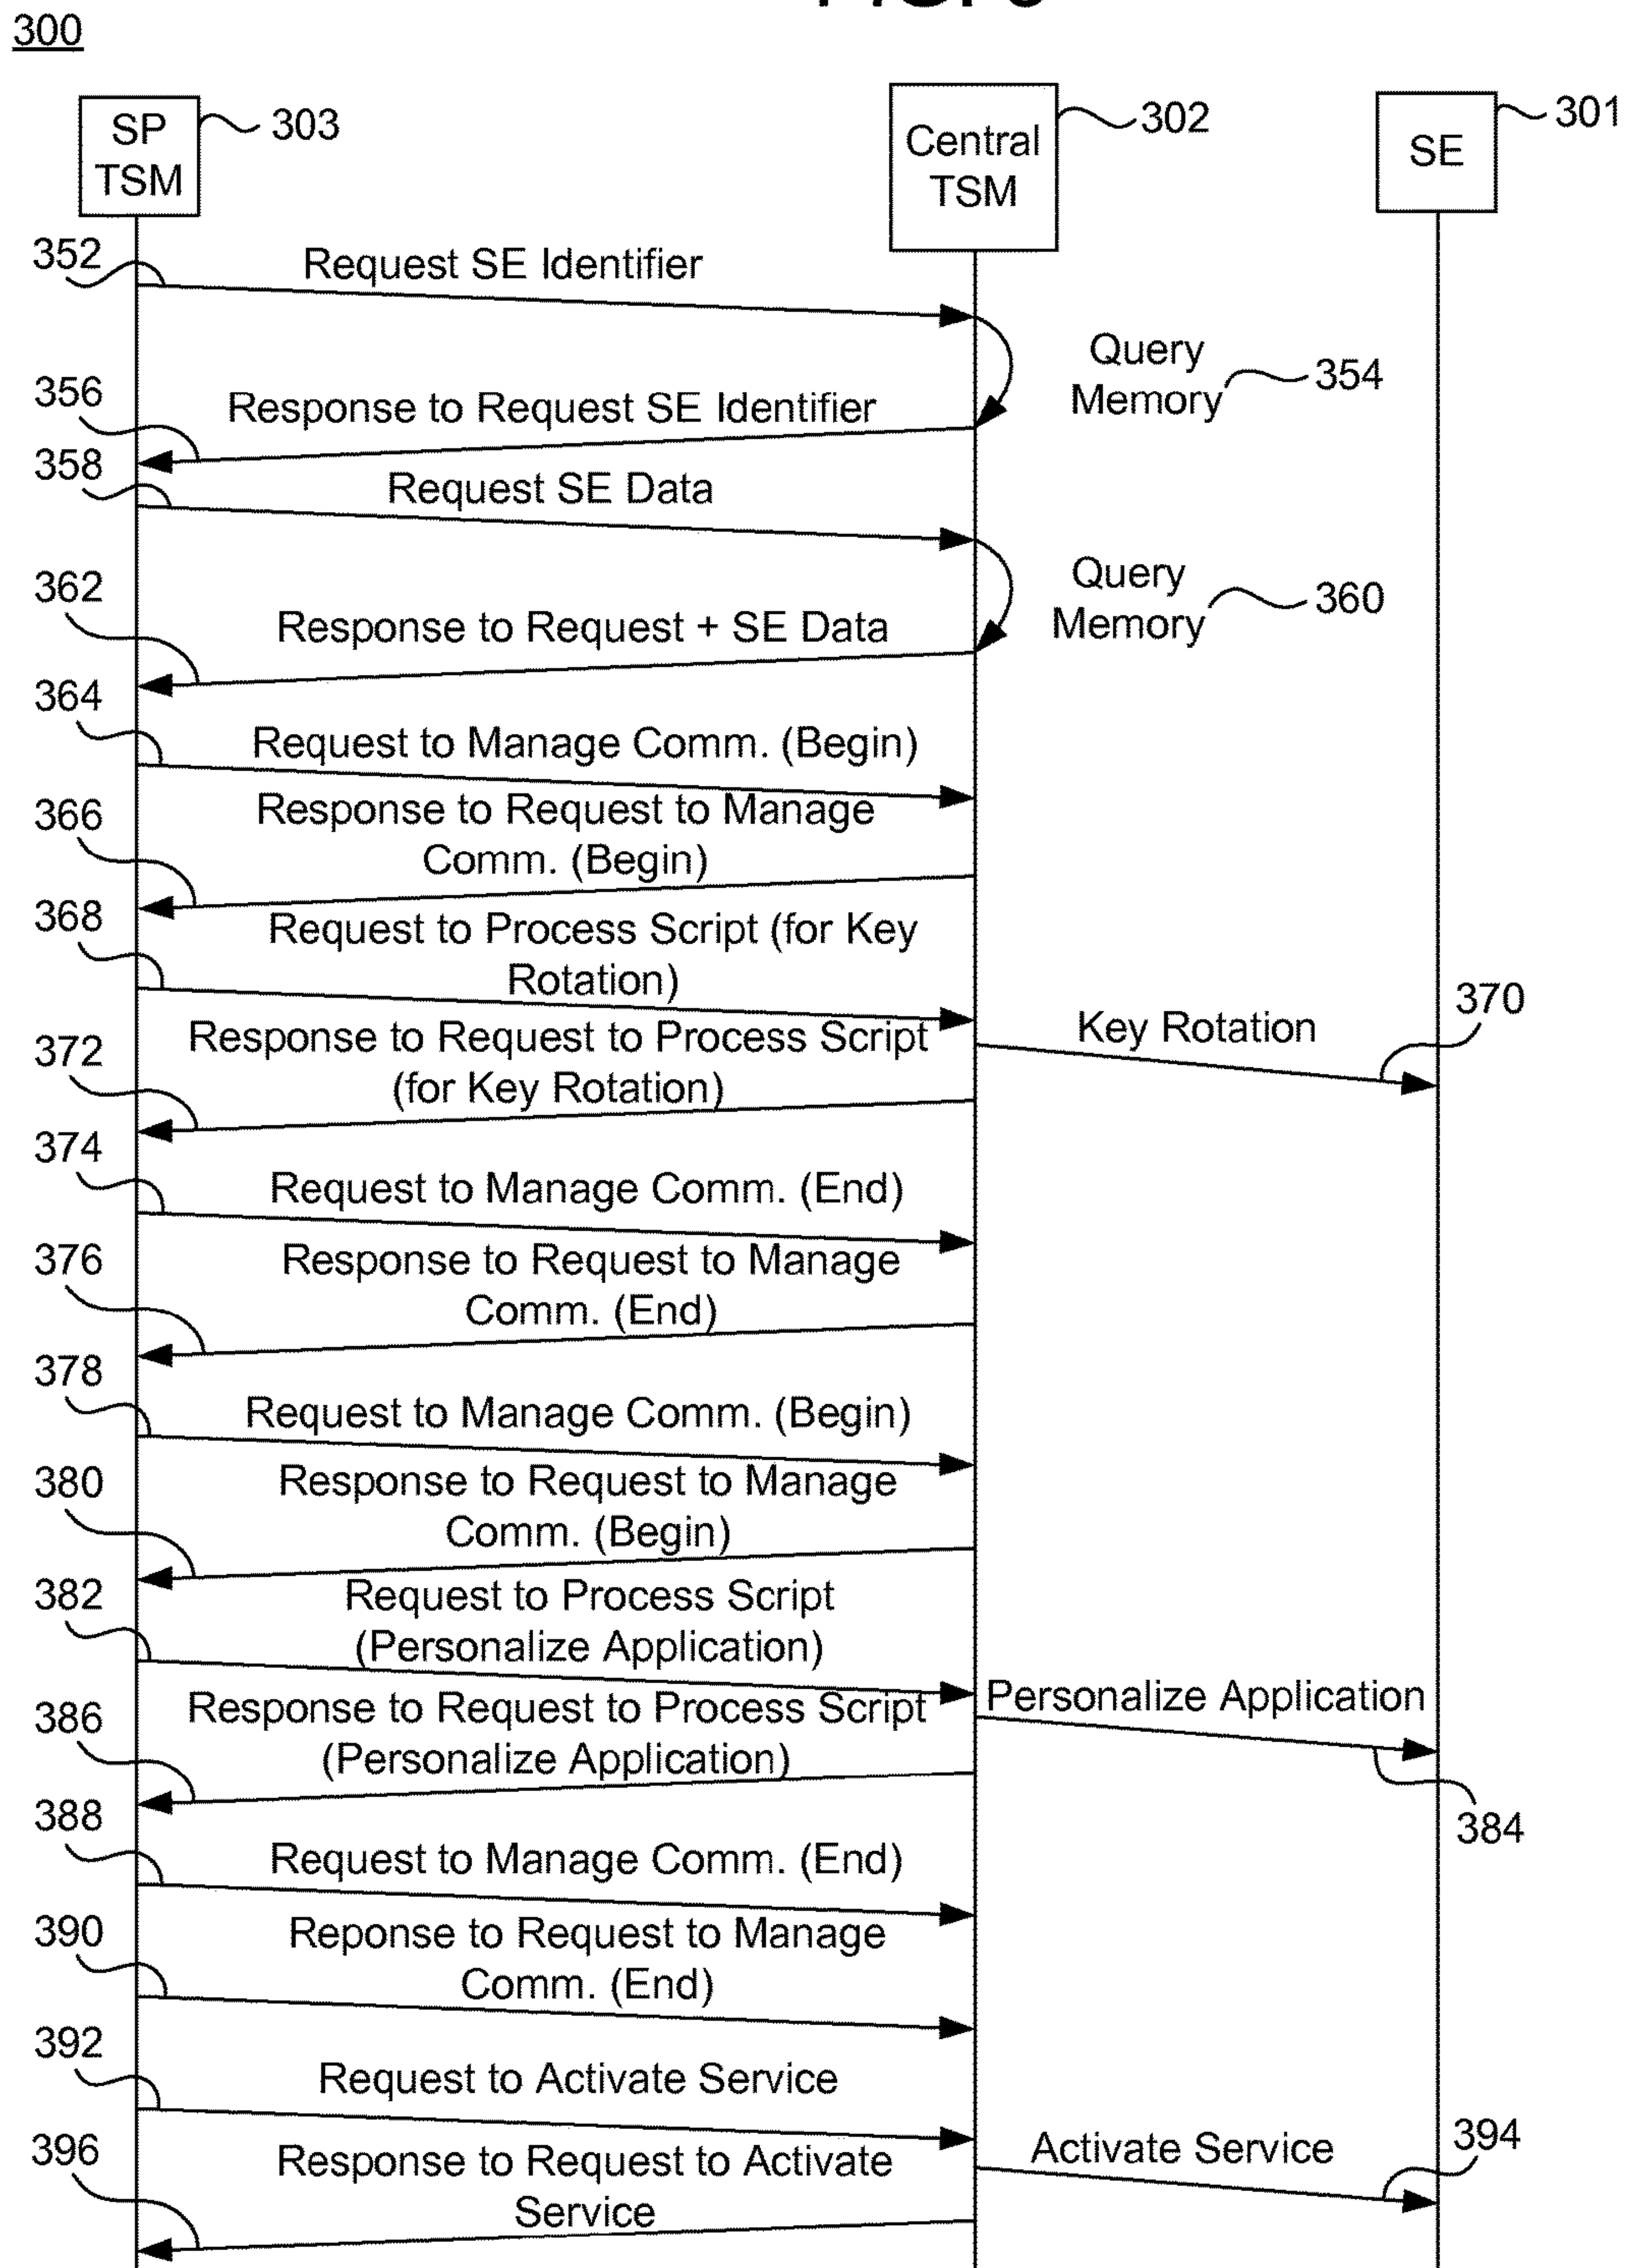 300
SP
TSM
303
Central
TSM
302
SE
301
352
Request SE Identifier
Query
Memory
354
356
Response to Request SE Identifier
358
Request SE Data
Query
Memory
360
362
Response to Request + SE Data
364
Request to Manage Comm. (Begin)
366
Response to Request to Manage
Comm. (Begin)
368
Request to Process Script (for Key
Rotation)
370
Key Rotation
372
Response to Request to Process Script
(for Key Rotation)
374
Request to Manage Comm. (End)
376
Response to Request to Manage
Comm. (End)
378
Request to Manage Comm. (Begin)
380
Response to Request to Manage
Comm. (Begin)
382
Request to Process Script
(Personalize Application)
Personalize Application
384
386
Response to Request to Process Script
(Personalize Application)
388
Request to Manage Comm. (End)
390
Reponse to Request to Manage
Comm. (End)
392
Request to Activate Service
Activate Service
394
396
Response to Request to Activate
Service